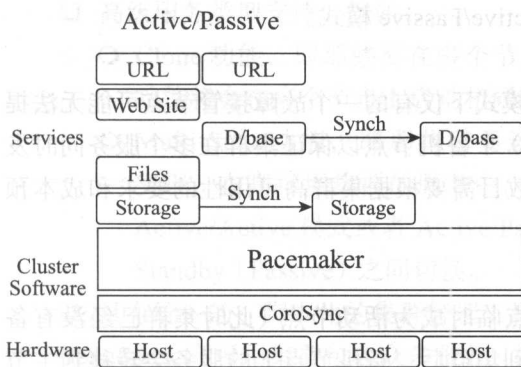 Active/Passive
URL URL
Web Site
Services D/base Synch D/base
Files
Storage Synch Storage
Cluster Software Pacemaker
CoroSync
Hardware Host Host Host Host